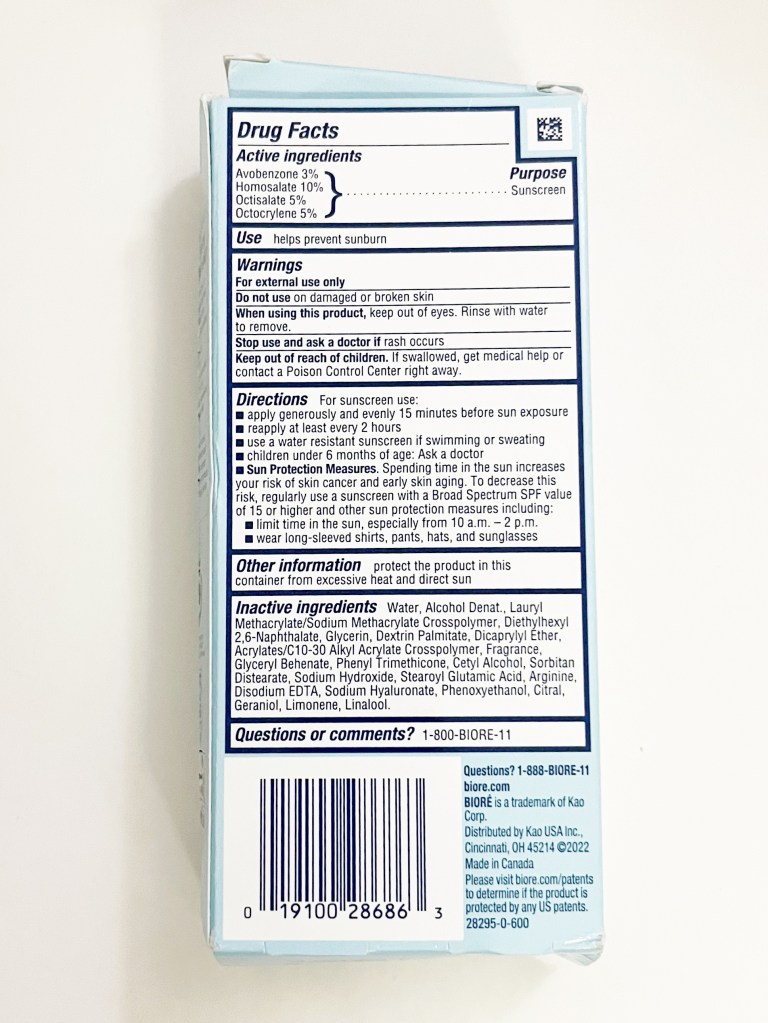 Drug Facts
Active ingredients
Avobenzone 3%
Homosalate 10%
Octisalate 5%
Octocrylene 5%
Purpose
Sunscreen
Use helps prevent sunburn
Warnings
For external use only
Do not use on damaged or broken skin
When using this product, keep out of eyes. Rinse with water
to remove.
Stop use and ask a doctor if rash occurs
Keep out of reach of children. If swallowed, get medical help or
contact a Poison Control Center right away.
Directions For sunscreen use:
■ apply generously and evenly 15 minutes before sun exposure
■ reapply at least every 2 hours
■ use a water resistant sunscreen if swimming or sweating
■ children under 6 months of age: Ask a doctor
■ Sun Protection Measures. Spending time in the sun increases
your risk of skin cancer and early skin aging. To decrease this
risk, regularly use a sunscreen with a Broad Spectrum SPF value
of 15 or higher and other sun protection measures including:
■ limit time in the sun, especially from 10 a.m. – 2 p.m.
■ wear long-sleeved shirts, pants, hats, and sunglasses
Other information protect the product in this
container from excessive heat and direct sun
Inactive ingredients Water, Alcohol Denat., Lauryl
Methacrylate/Sodium Methacrylate Crosspolymer, Diethylhexyl
2,6-Naphthalate, Glycerin, Dextrin Palmitate, Dicaprylyl Ether,
Acrylates/C10-30 Alkyl Acrylate Crosspolymer, Fragrance,
Glyceryl Behenate, Phenyl Trimethicone, Cetyl Alcohol, Sorbitan
Distearate, Sodium Hydroxide, Stearoyl Glutamic Acid, Arginine,
Disodium EDTA, Sodium Hyaluronate, Phenoxyethanol, Citral,
Geraniol, Limonene, Linalool.
Questions or comments? 1-800-BIORE-11
0 19100 28686 3
Questions? 1-888-BIORE-11
biore.com
BIORÉ is a trademark of Kao
Corp.
Distributed by Kao USA Inc.,
Cincinnati, OH 45214 ©2022
Made in Canada
Please visit biore.com/patents
to determine if the product is
protected by any US patents.
28295-0-600